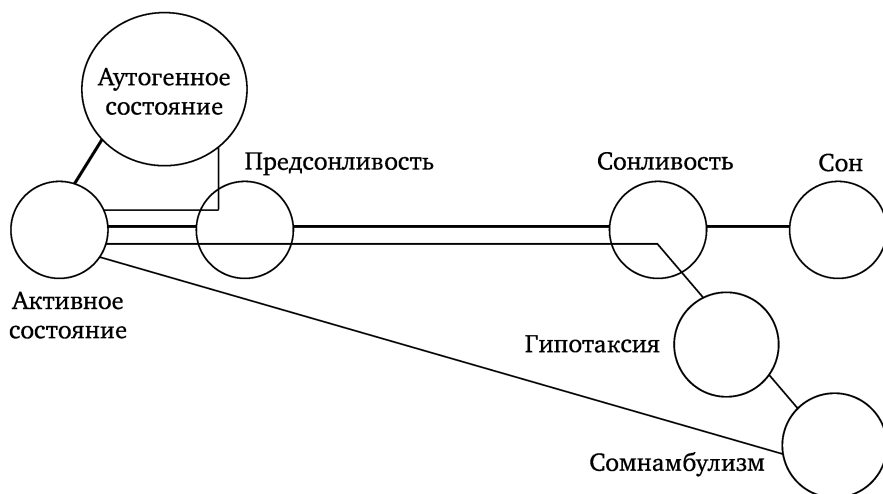 Аутогенное
состояние
Предсонливость
Сонливость
Сон
Активное
состояние
Гипотаксия
Сомнамбулизм